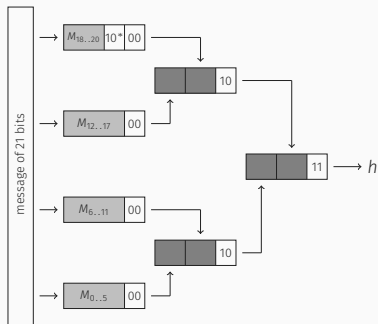 message of 21 bits
M18..20 10* 00
10
M12..17 00
11 h
M6..11 00
10
M0..5 00